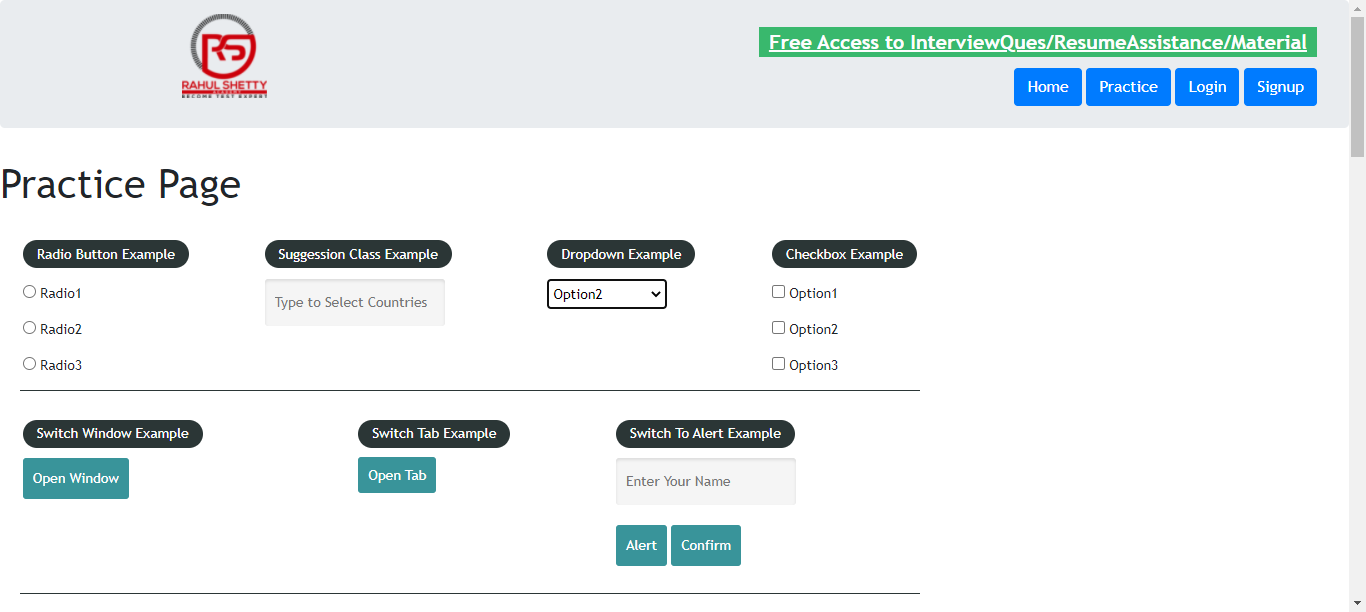 RS
RAHUL SHETTY
ACADEMY
BECOME TEST EXPERT
Free Access to InterviewQues/ResumeAssistance/Material
Home Practice Login Signup
Practice Page
Radio Button Example Suggession Class Example Dropdown Example Checkbox Example
Radio1 Type to Select Countries Option2 Option1
Radio2 Option2
Radio3 Option3
Switch Window Example Switch Tab Example Switch To Alert Example
Open Window Open Tab Enter Your Name
Alert Confirm